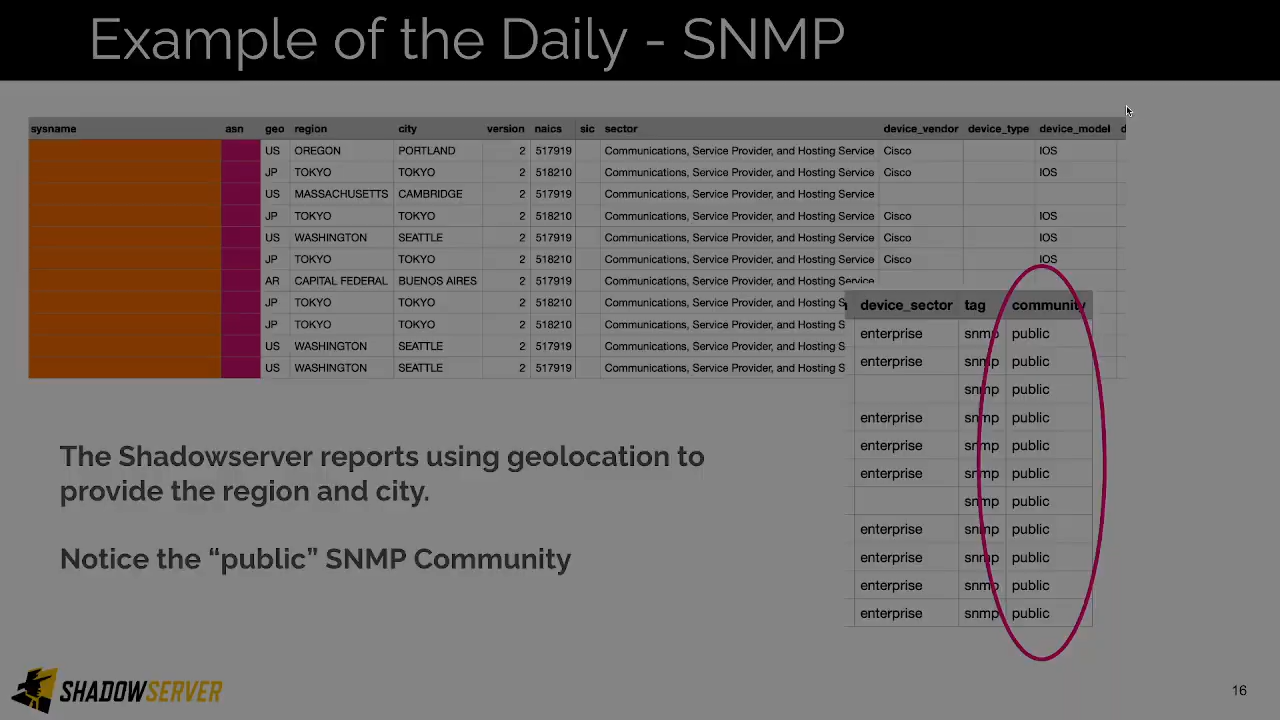 Example of the Daily - SNMP
sysname asn geo region city version naics sic sector device_vendor device_type device_model d
US OREGON PORTLAND 2 517919 Communications, Service Provider, and Hosting Service Cisco IOS
JP TOKYO TOKYO 2 518210 Communications, Service Provider, and Hosting Service Cisco IOS
US MASSACHUSETTS CAMBRIDGE 2 517919 Communications, Service Provider, and Hosting Service
JP TOKYO TOKYO 2 518210 Communications, Service Provider, and Hosting Service Cisco IOS
US WASHINGTON SEATTLE 2 517919 Communications, Service Provider, and Hosting Service Cisco IOS
JP TOKYO TOKYO 2 518210 Communications, Service Provider, and Hosting Service Cisco IOS
AR CAPITAL FEDERAL BUENOS AIRES 2 517919 Communications, Service Provider, and Hosting Service
JP TOKYO TOKYO 2 518210 Communications, Service Provider, and Hosting S
JP TOKYO TOKYO 2 518210 Communications, Service Provider, and Hosting S
US WASHINGTON SEATTLE 2 517919 Communications, Service Provider, and Hosting S
US WASHINGTON SEATTLE 2 517919 Communications, Service Provider, and Hosting S
device_sector tag community
enterprise snmp public
enterprise snmp public
snmp public
enterprise snmp public
enterprise snmp public
enterprise snmp public
snmp public
enterprise snmp public
enterprise snmp public
enterprise snmp public
enterprise snmp public
The Shadowserver reports using geolocation to
provide the region and city.
Notice the “public” SNMP Community
SHADOWSERVER
16